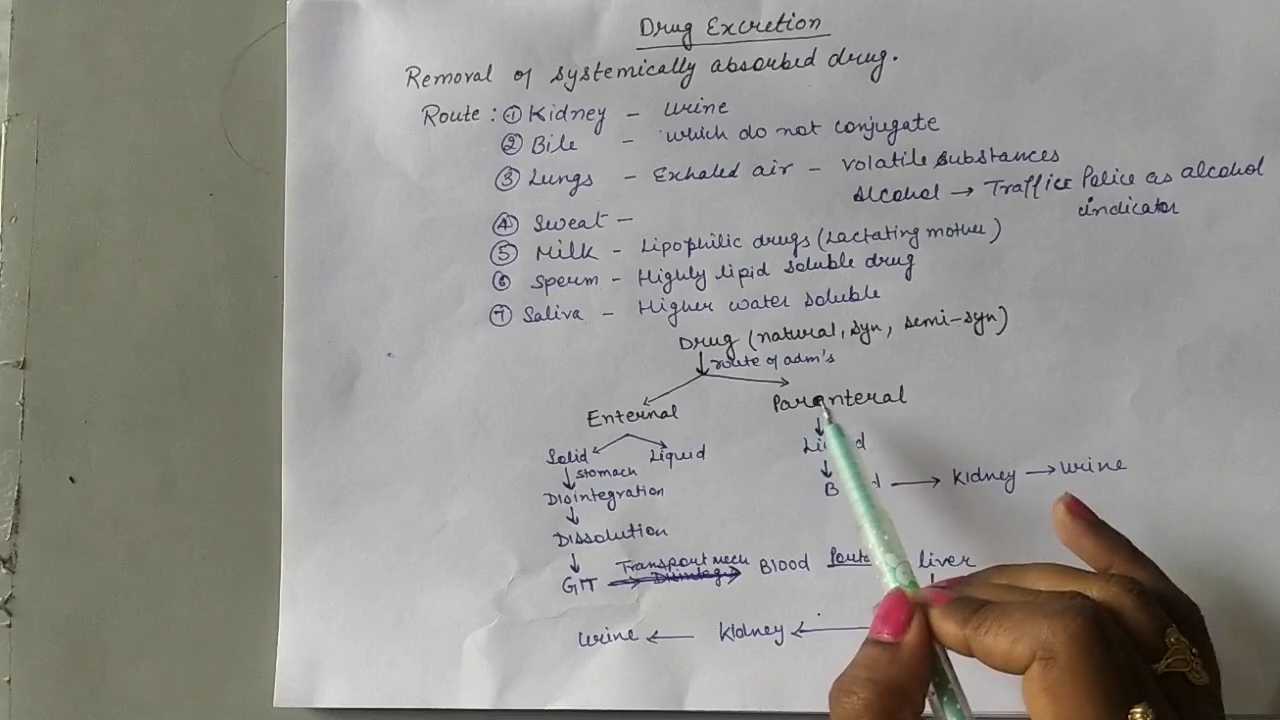 Drug Excretion
Removal of systemically absorbed drug.
Route : ① Kidney - urine
② Bile - which do not conjugate
③ Lungs - Exhaled air - volatile substances
Alcohol → Traffice Police as alcohol
indicator
④ Sweat -
⑤ Milk - Lipophilic drugs (Lactating mother)
⑥ Sperm - Highly lipid soluble drug
⑦ Saliva - Higher water soluble
Drug (natural, syn, semi-syn)
↓ route of adm's
Enternal Parenteral
Solid Liquid
↓ stomach
Disintegration
↓
Dissolution
↓
GIT Transport mech Blood liver
Kidney → urine
urine ← Kidney ←